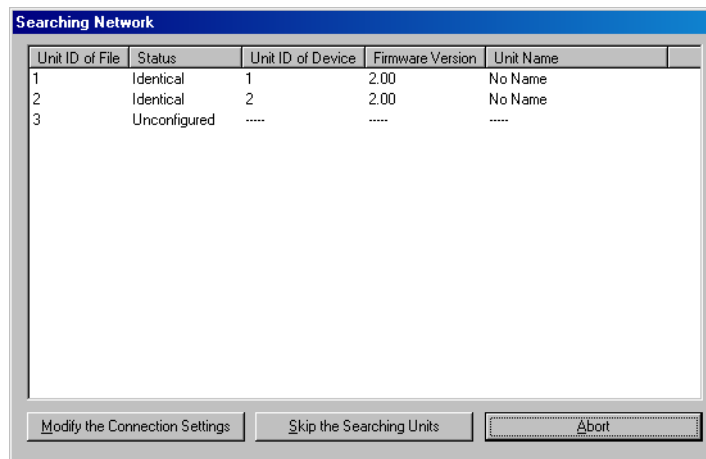 Searching Network
Unit ID of File Status Unit ID of Device Firmware Version Unit Name
1 Identical 1 2.00 No Name
2 Identical 2 2.00 No Name
3 Unconfigured ----- ----- -----
Modify the Connection Settings Skip the Searching Units Abort